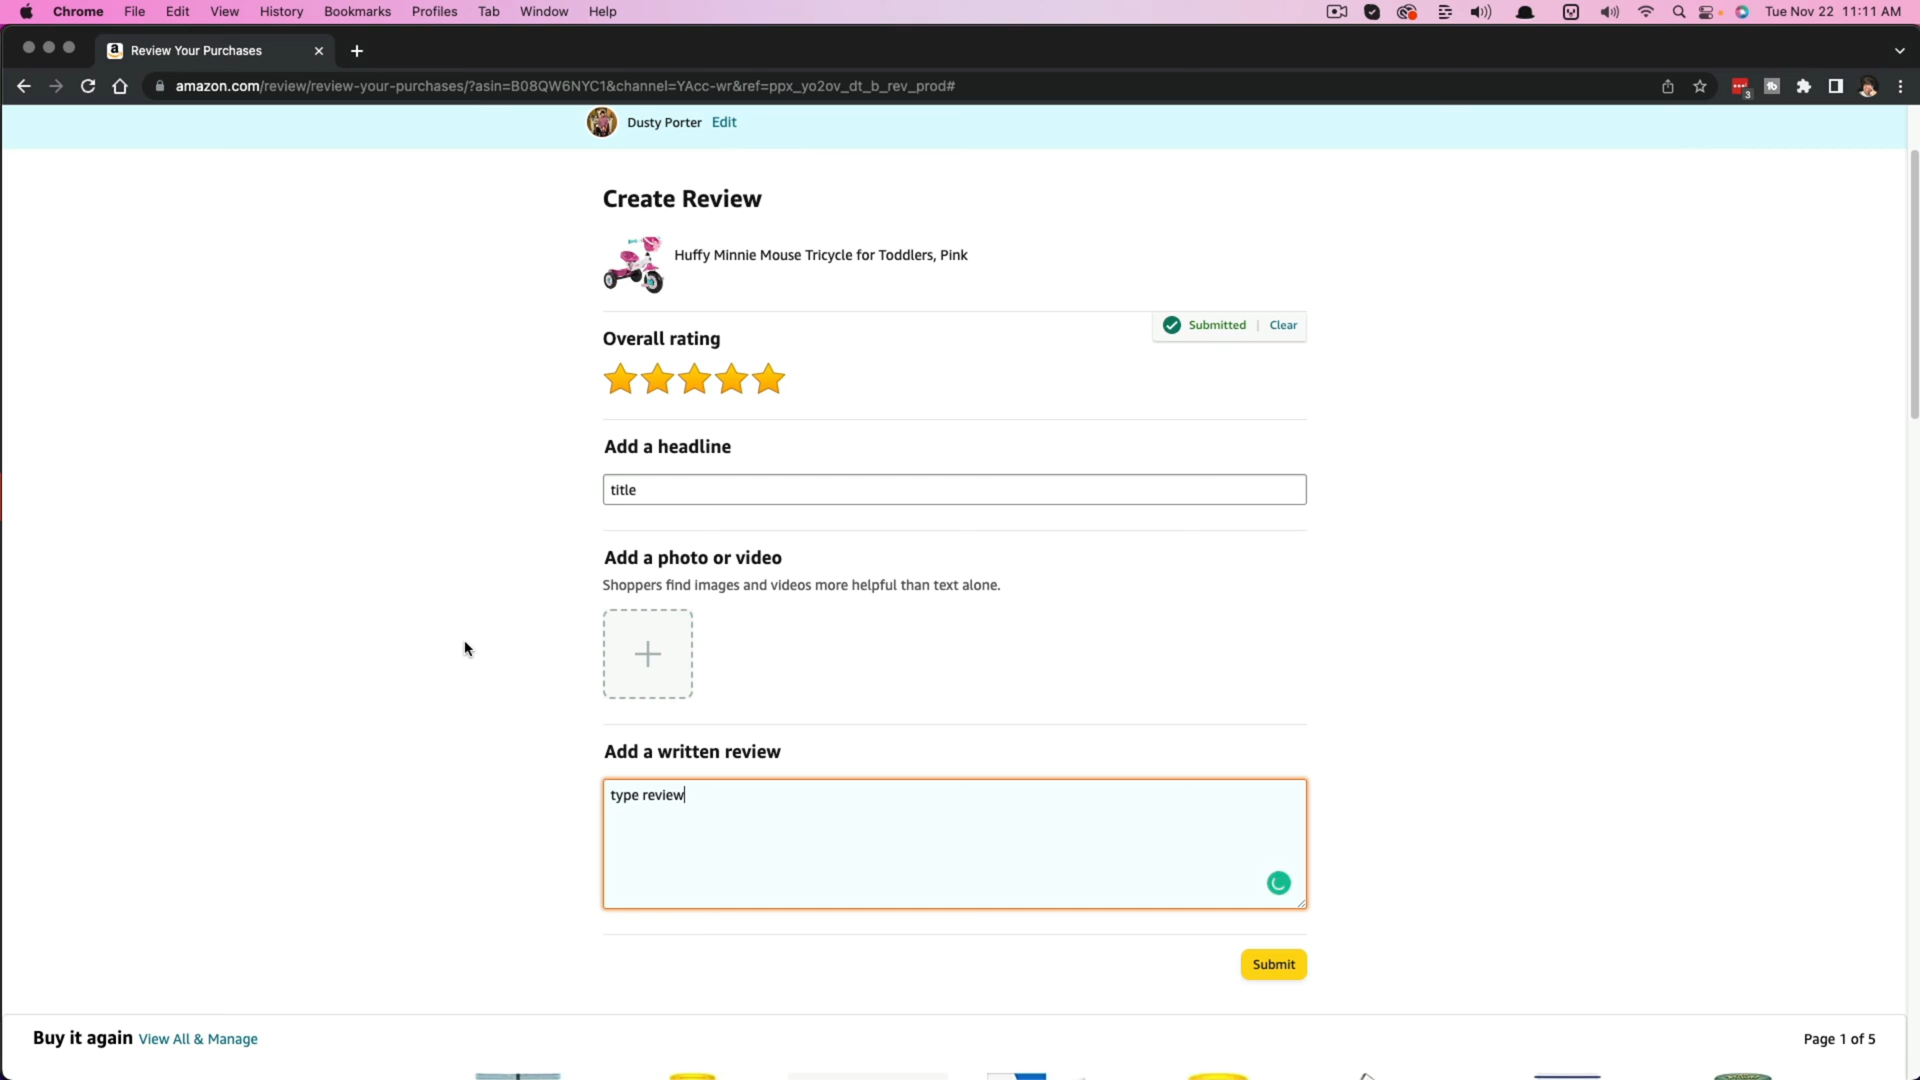 Chrome File Edit View History Bookmarks Profiles Tab Window Help Tue Nov 22 11:11 AM
Review Your Purchases
amazon.com/review/review-your-purchases/?asin=B08QW6NYC1&channel=YAcc-wr&ref=ppx_yo2ov_dt_b_rev_prod#
3
Dusty Porter Edit
Create Review
Huffy Minnie Mouse Tricycle for Toddlers, Pink
Submitted | Clear
Overall rating
Add a headline
title
Add a photo or video
Shoppers find images and videos more helpful than text alone.
Add a written review
type review
Submit
Buy it again View All & Manage Page 1 of 5